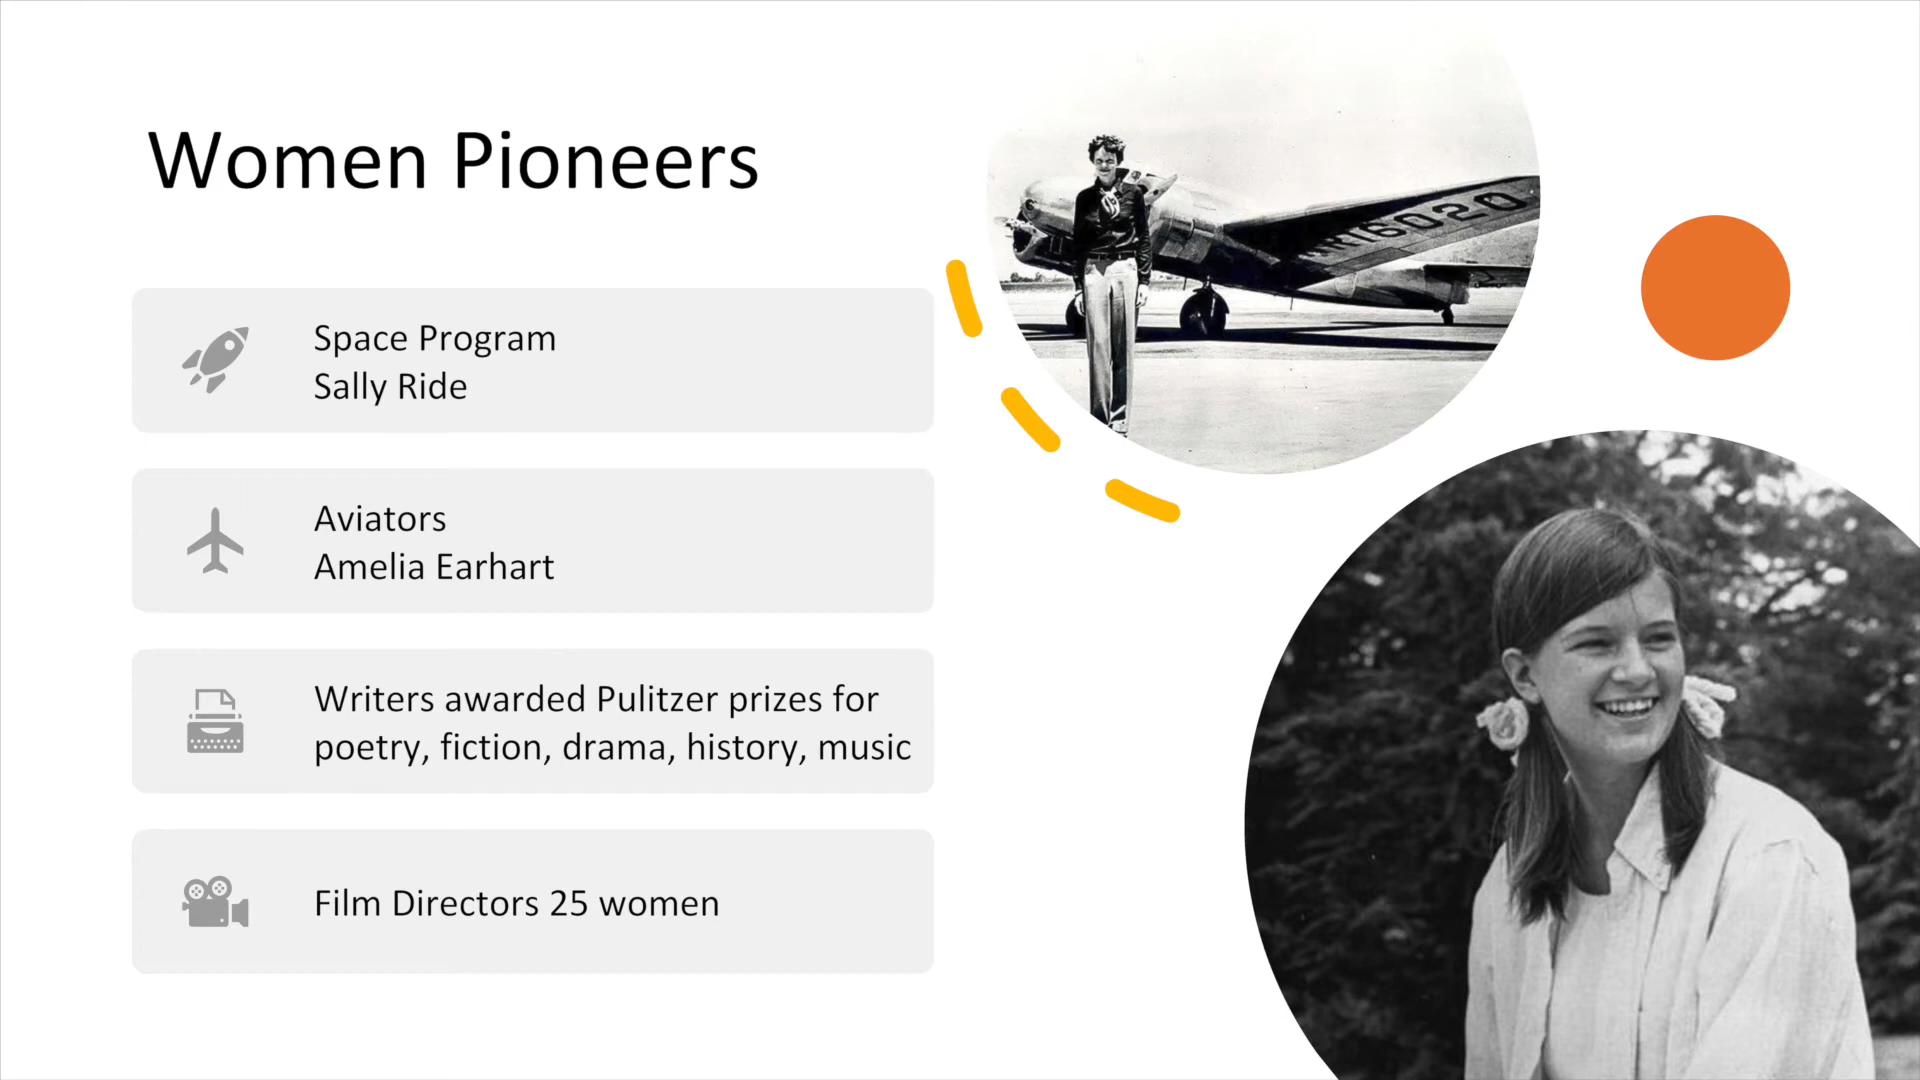 Women Pioneers
Space Program
Sally Ride
Aviators
Amelia Earhart
Writers awarded Pulitzer prizes for
poetry, fiction, drama, history, music
Film Directors 25 women
R16020